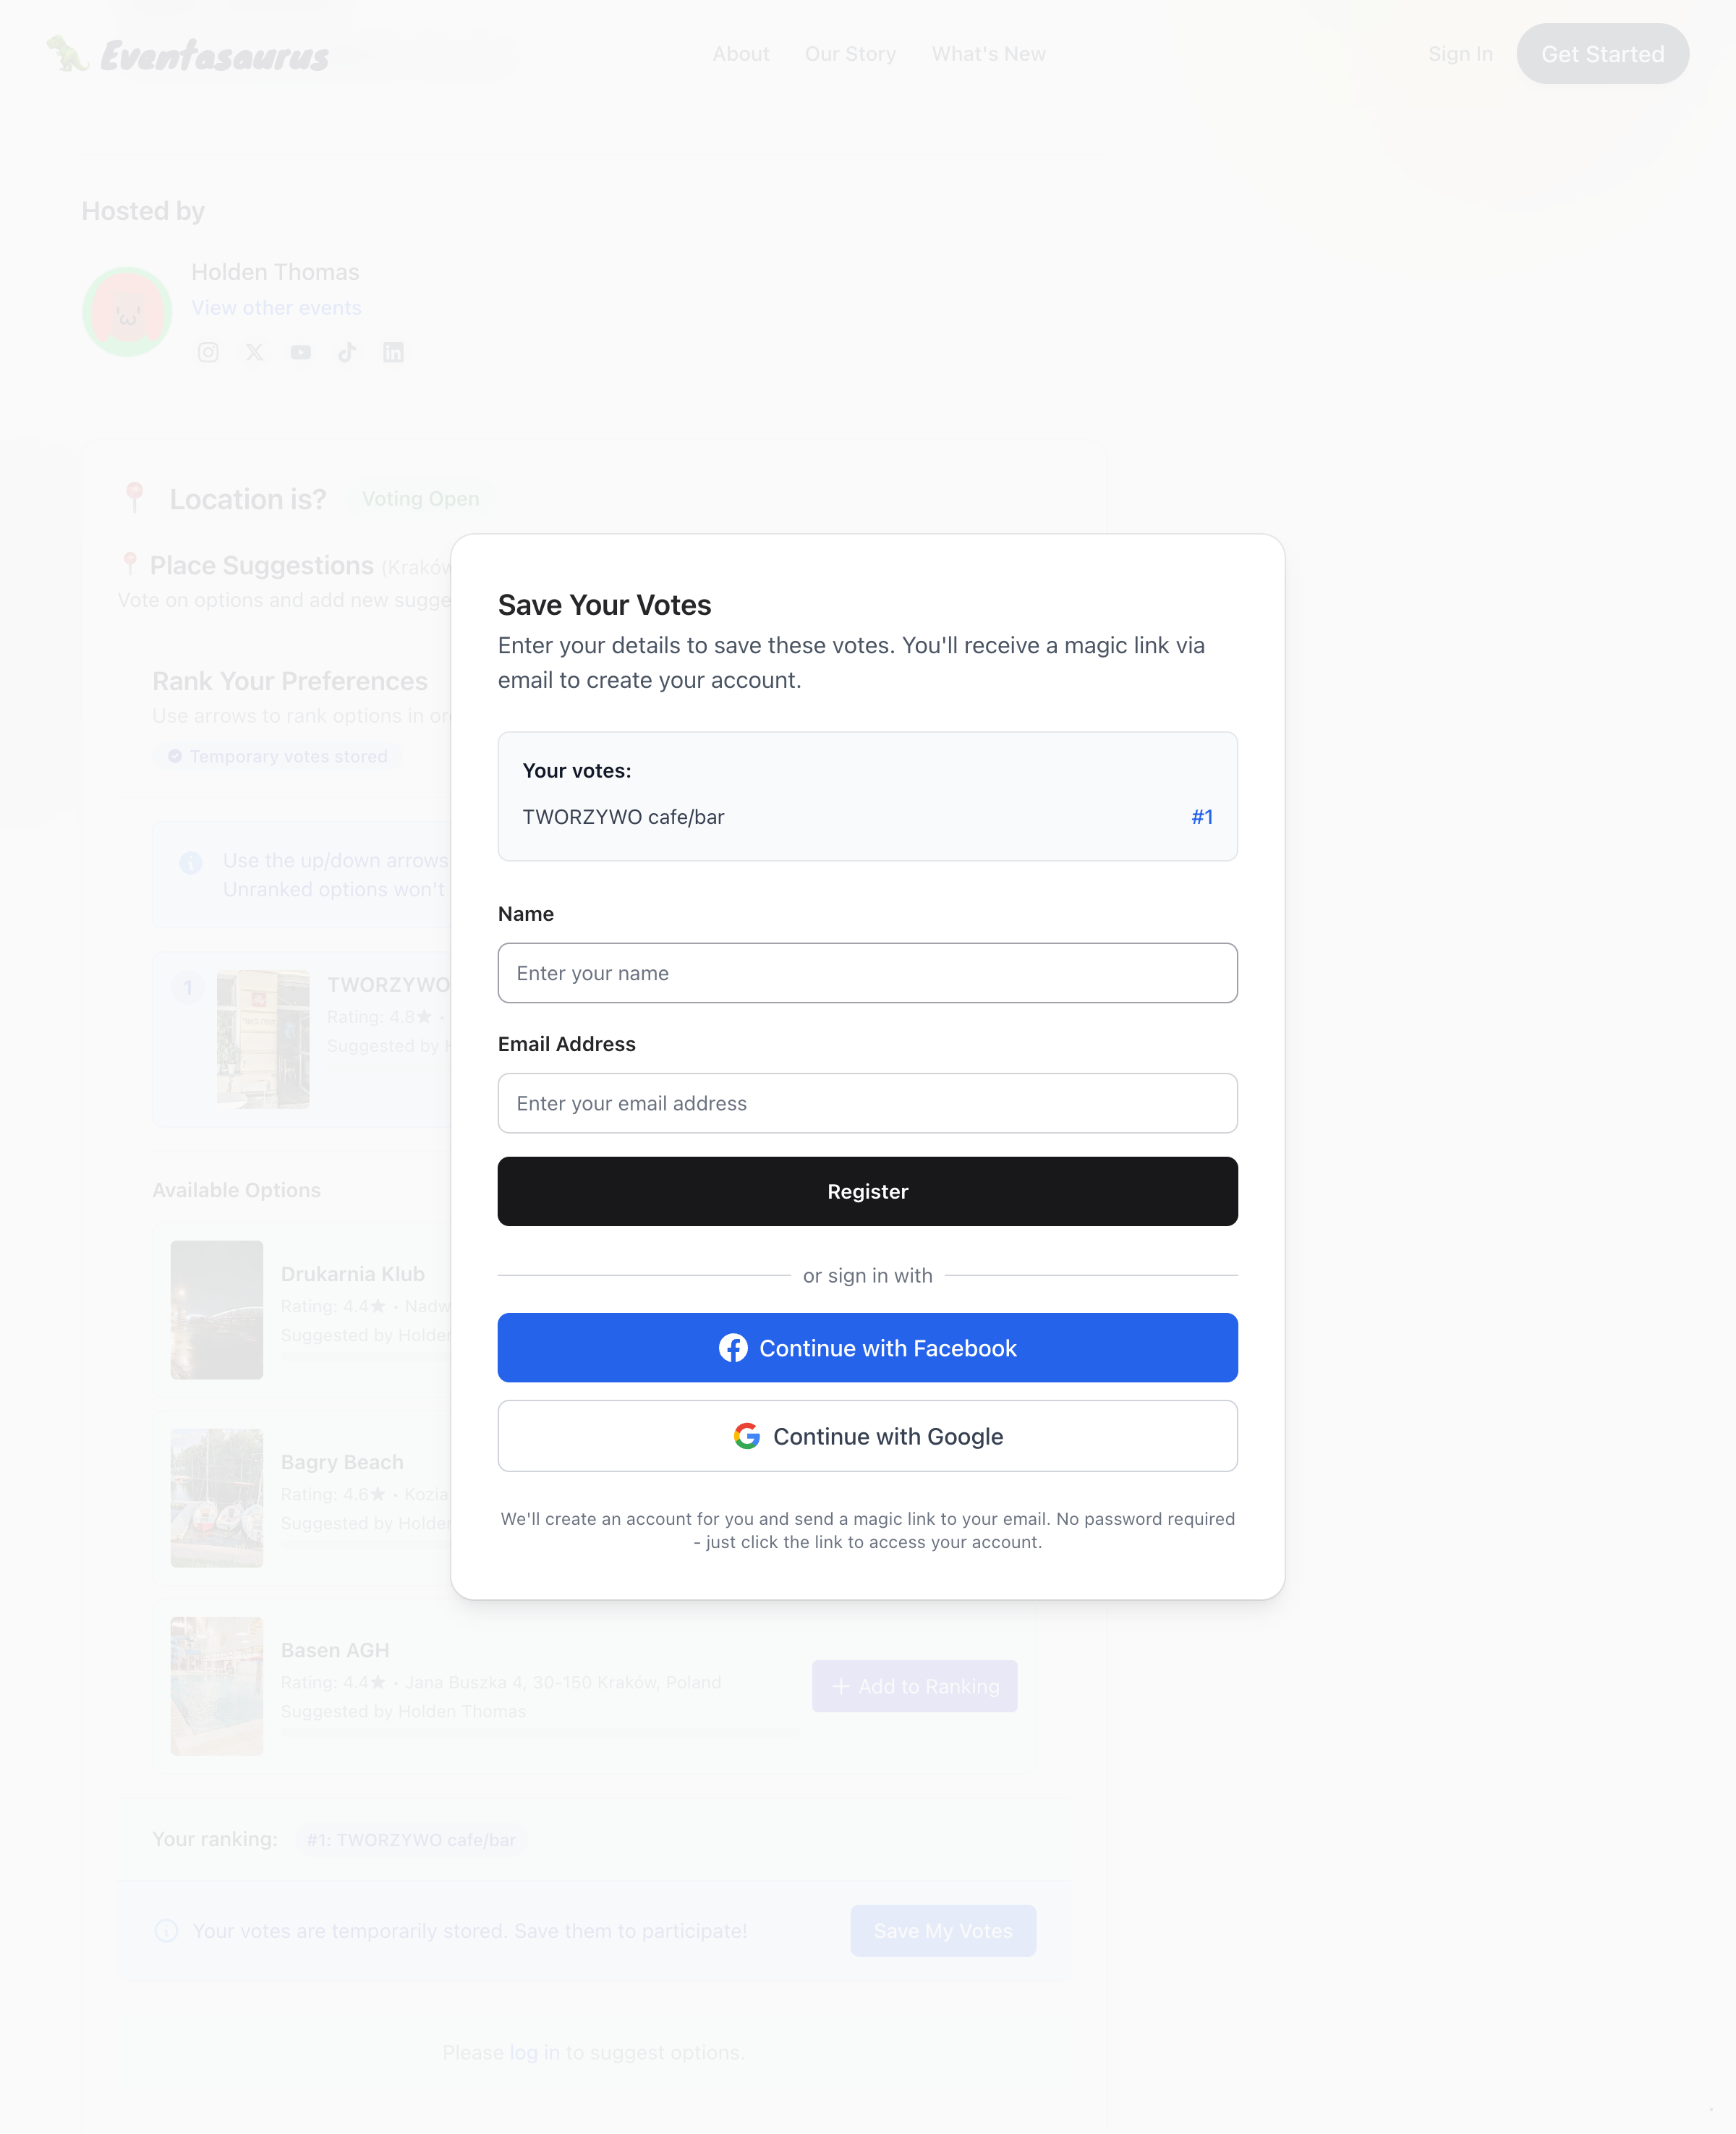 Eventasaurus
About
Our Story
What's New
Sign In
Get Started
Hosted by
Holden Thomas
View other events
Location is?
Voting Open
Place Suggestions (Kraków
Vote on options and add new sugge
Rank Your Preferences
Use arrows to rank options in or
Temporary votes stored
Use the up/down arrows
Unranked options won't
1
TWORZYWO
Rating: 4.8★ •
Suggested by H
Available Options
Drukarnia Klub
Rating: 4.4★ • Nadw
Suggested by Holden
Bagry Beach
Rating: 4.6★ • Kozia
Suggested by Holden
Basen AGH
Rating: 4.4★ • Jana Buszka 4, 30-150 Kraków, Poland
Suggested by Holden Thomas
+ Add to Ranking
Your ranking:
#1: TWORZYWO cafe/bar
Your votes are temporarily stored. Save them to participate!
Save My Votes
Please log in to suggest options.
Save Your Votes
Enter your details to save these votes. You'll receive a magic link via
email to create your account.
Your votes:
TWORZYWO cafe/bar
#1
Name
Enter your name
Email Address
Enter your email address
Register
or sign in with
Continue with Facebook
Continue with Google
We'll create an account for you and send a magic link to your email. No password required
- just click the link to access your account.